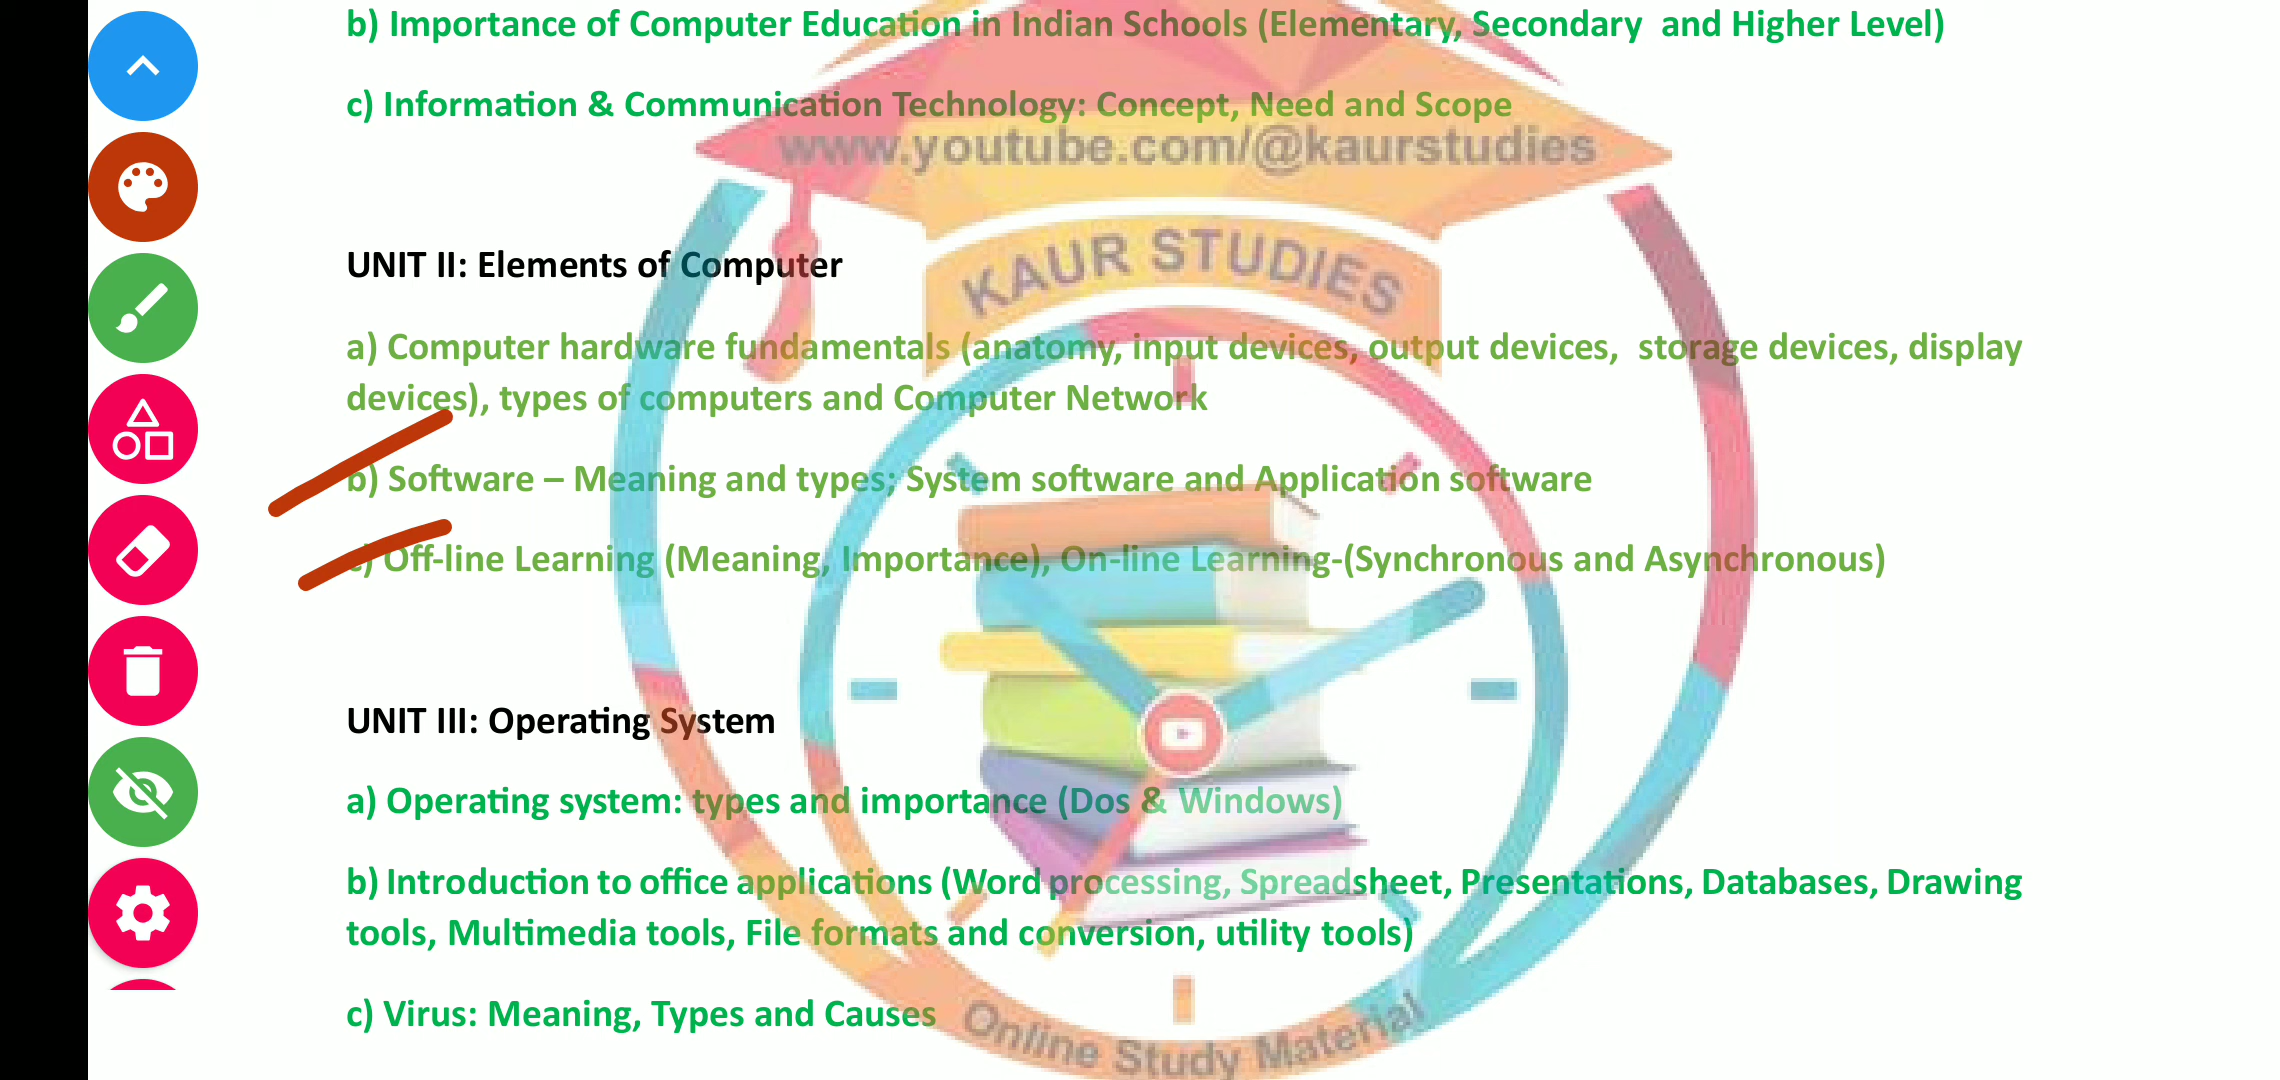 b) Importance of Computer Education in Indian Schools (Elementary, Secondary and Higher Level)
c) Information & Communication Technology: Concept, Need and Scope
www.youtube.com/@kaurstudies
KAUR STUDIES
UNIT II: Elements of Computer
a) Computer hardware fundamentals (anatomy, input devices, output devices, storage devices, display
devices), types of computers and Computer Network
b) Software – Meaning and types; System software and Application software
c) Off-line Learning (Meaning, Importance), On-line Learning-(Synchronous and Asynchronous)
UNIT III: Operating System
a) Operating system: types and importance (Dos & Windows)
b) Introduction to office applications (Word processing, Spreadsheet, Presentations, Databases, Drawing
tools, Multimedia tools, File formats and conversion, utility tools)
c) Virus: Meaning, Types and Causes
Online Study Material